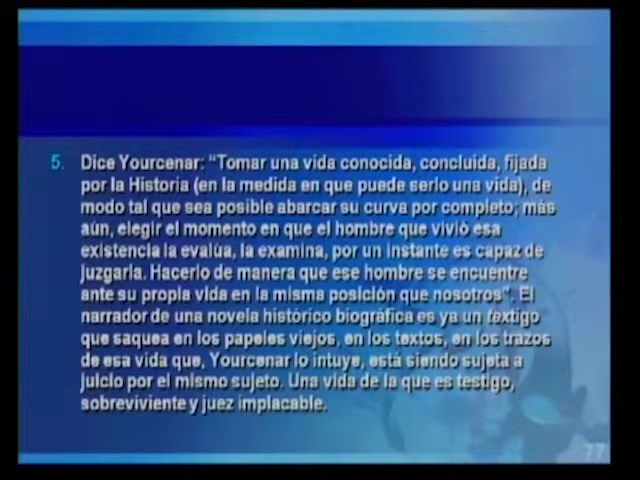 5. Dice Yourcenar: “Tomar una vida conocida, concluida, fijada
por la Historia (en la medida en que puede serlo una vida), de
modo tal que sea posible abarcar su curva por completo; más
aún, elegir el momento en que el hombre que vivió esa
existencia la evalúa, la examina, por un instante es capaz de
juzgarla. Hacerlo de manera que ese hombre se encuentre
ante su propia vida en la misma posición que nosotros”. El
narrador de una novela histórico biográfica es ya un textigo
que saquea en los papeles viejos, en los textos, en los trazos
de esa vida que, Yourcenar lo intuye, está siendo sujeta a
juicio por el mismo sujeto. Una vida de la que es testigo,
sobreviviente y juez implacable.
77